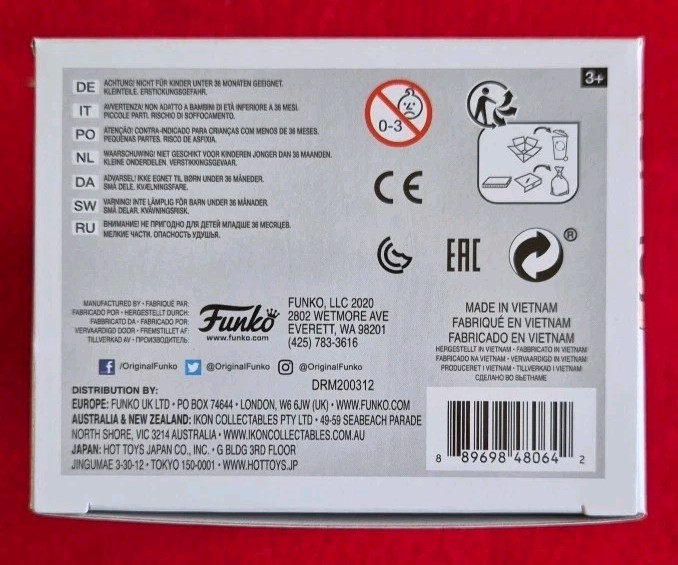 3+
DE ACHTUNG! NICHT FÜR KINDER UNTER 36 MONATEN GEEIGNET.
KLEINTEILE. ERSTICKUNGSGEFAHR.
IT AVVERTENZA: NON ADATTO A BAMBINI DI ETÀ INFERIORE A 36 MESI.
PICCOLE PARTI. RISCHIO DI SOFFOCAMENTO.
PO ATENÇÃO! CONTRA-INDICADO PARA CRIANÇAS COM MENOS DE 36 MESES.
PEQUENAS PARTES. RISCO DE ASFIXIA.
NL WAARSCHUWING! NIET GESCHIKT VOOR KINDEREN JONGER DAN 36 MAANDEN.
KLEINE ONDERDELEN. VERSTIKKINGSGEVAAR.
DA ADVARSEL! IKKE EGNET TIL BØRN UNDER 36 MÅNEDER.
SMÅ DELE. KVÆLNINGSFARE.
SW VARNING! INTE LÄMPLIG FÖR BARN UNDER 36 MÅNADER.
SMÅ DELAR. KVÄVNINGSRISK.
RU ВНИМАНИЕ! НЕ ПРИГОДНО ДЛЯ ДЕТЕЙ МЛАДШЕ 36 МЕСЯЦЕВ.
МЕЛКИЕ ЧАСТИ. ОПАСНОСТЬ УДУШЬЯ.
0-3
CE
EAC
®
MANUFACTURED BY • FABRIQUÉ PAR:
FABRICADO POR • HERGESTELLT DURCH:
FABBRICATO DA • FABRICADO POR:
VERVAARDIGD DOOR • FREMSTILLET AF:
TILLVERKAD AV • ПРОИЗВОДИТЕЛЬ:
Funko
www.funko.com
FUNKO, LLC 2020
2802 WETMORE AVE
EVERETT, WA 98201
(425) 783-3616
MADE IN VIETNAM
FABRIQUÉ EN VIETNAM
FABRICADO EN VIETNAM
HERGESTELLT IN VIETNAM • FABBRICATO IN VIETNAM
FABRICADO NA VIETNAM • VERVAARDIGD IN VIETNAM
PRODUCERET I VIETNAM • TILLVERKAD I VIETNAM
СДЕЛАНО ВО ВЬЕТНАМЕ
/OriginalFunko @OriginalFunko @OriginalFunko
DRM200312
DISTRIBUTION BY:
EUROPE: FUNKO UK LTD • PO BOX 74644 • LONDON, W6 6JW (UK) • WWW.FUNKO.COM
AUSTRALIA & NEW ZEALAND: IKON COLLECTABLES PTY LTD • 49-59 SEABEACH PARADE
NORTH SHORE, VIC 3214 AUSTRALIA • WWW.IKONCOLLECTABLES.COM.AU
JAPAN: HOT TOYS JAPAN CO., INC. • G BLDG 3RD FLOOR
JINGUMAE 3-30-12 • TOKYO 150-0001 • WWW.HOTTOYS.JP
8 89698 48064 2